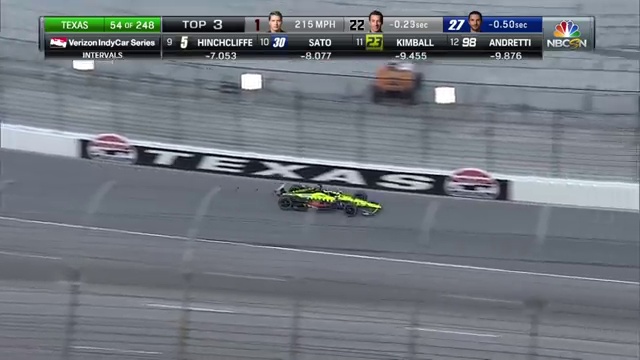 TEXAS 54 OF 248 TOP 3 1 215 MPH 22 -0.23sec 27 -0.50sec
Verizon IndyCar Series 9 5 HINCHCLIFFE 10 30 SATO 11 23 KIMBALL 12 98 ANDRETTI NBCSN
INTERVALS -7.053 -8.077 -9.455 -9.876
TEXAS